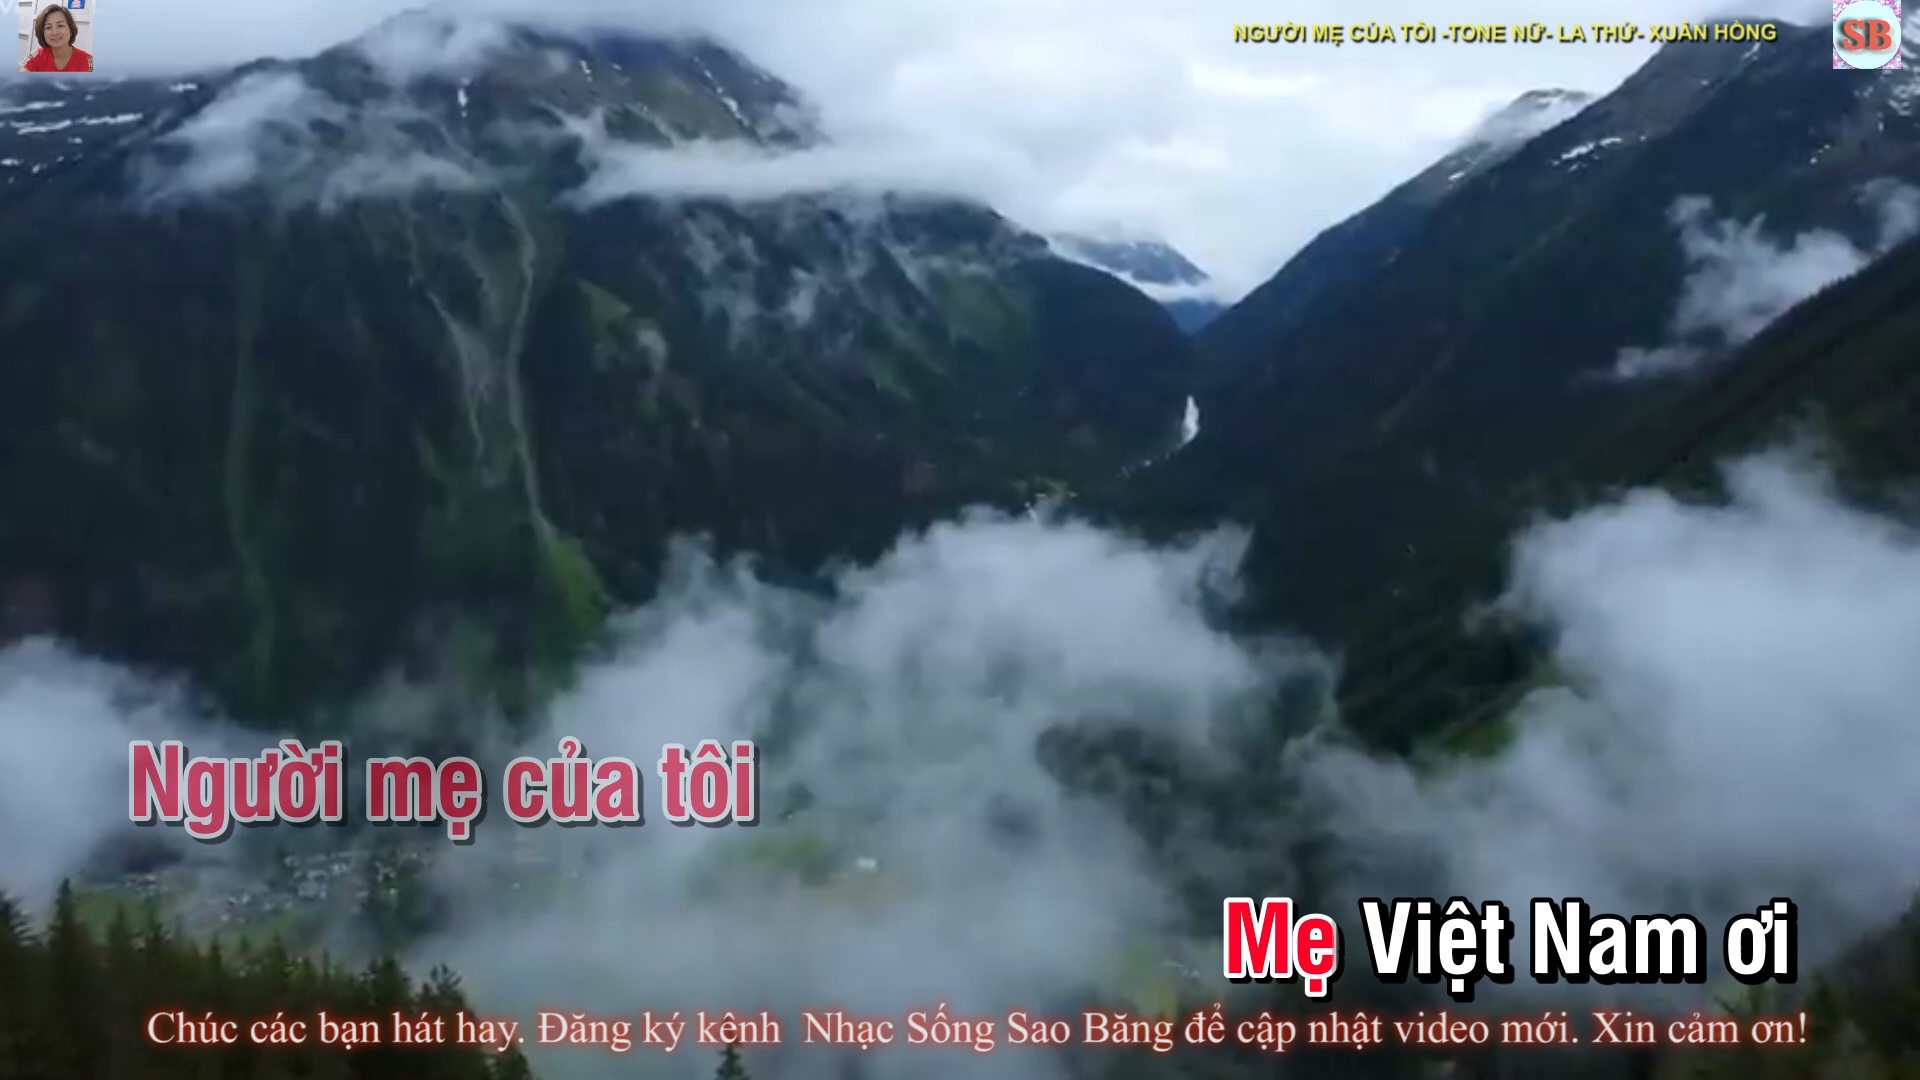 NGƯỜI MẸ CỦA TÔI -TONE NỮ- LA THỨ- XUÂN HỒNG
SB
Người mẹ của tôi
Mẹ Việt Nam ơi
Chúc các bạn hát hay. Đăng ký kênh  Nhạc Sống Sao Băng để cập nhật video mới. Xin cảm ơn!